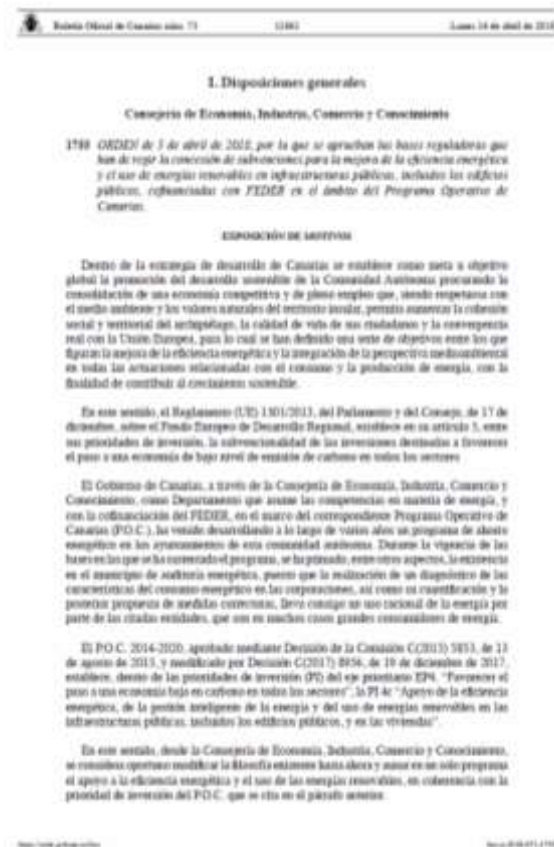 Boletín Oficial de Canarias núm. 73
Lunes 16 de abril de 2018
I. Disposiciones generales
Consejería de Economía, Industria, Comercio y Conocimiento
ORDEN de 5 de abril de 2018, por la que se aprueban las bases reguladoras que
han de regir la concesión de subvenciones para la mejora de la eficiencia energética
y el uso de energías renovables en infraestructuras públicas, incluidos los edificios
públicos, cofinanciadas con FEDER en el ámbito del Programa Operativo de
Canarias.
EXPOSICIÓN DE MOTIVOS
Dentro de la estrategia de desarrollo de Canarias se establece como meta u objetivo
global la promoción del desarrollo sostenible de la Comunidad Autónoma procurando la
consolidación de una economía competitiva y de pleno empleo que, siendo respetuosa con
el medio ambiente y los valores naturales del territorio insular, permita aumentar la cohesión
social y territorial del archipiélago, la calidad de vida de sus ciudadanos y la convergencia
real con la Unión Europea, para lo cual se han definido una serie de objetivos entre los que
figuran la mejora de la eficiencia energética y la integración de la perspectiva medioambiental
en todas las actuaciones relacionadas con el consumo y la producción de energía, con la
finalidad de contribuir al crecimiento sostenible.
En este sentido, el Reglamento (UE) 1301/2013, del Parlamento y del Consejo, de 17 de
diciembre, sobre el Fondo Europeo de Desarrollo Regional, establece en su artículo 5, entre
sus prioridades de inversión, la subvencionalidad de las inversiones destinadas a favorecer
el paso a una economía de bajo nivel de emisión de carbono en todos los sectores.
El Gobierno de Canarias, a través de la Consejería de Economía, Industria, Comercio y
Conocimiento, como Departamento que asume las competencias en materia de energía, y
con la cofinanciación del FEDER, en el marco del correspondiente Programa Operativo de
Canarias (P.O.C.), ha venido desarrollando a lo largo de varios años un programa de ahorro
energético en los ayuntamientos de esta comunidad autónoma. Durante la vigencia de las
bases en las que se ha sustentado el programa, se ha primado, entre otros aspectos, la existencia
en el municipio de auditoría energética, puesto que la realización de un diagnóstico de las
características del consumo energético en las corporaciones, así como su cuantificación y la
posterior propuesta de medidas correctoras, lleva consigo un uso racional de la energía por
parte de las citadas entidades, que son en muchos casos grandes consumidores de energía.
El P.O.C. 2014-2020, aprobado mediante Decisión de la Comisión C(2015) 5853, de 13
de agosto de 2015, y modificado por Decisión C(2017) 8956, de 19 de diciembre de 2017,
establece, dentro de las prioridades de inversión (PI) del eje prioritario EP4. “Favorecer el
paso a una economía baja en carbono en todos los sectores”, la PI 4c “Apoyo de la eficiencia
energética, de la gestión inteligente de la energía y del uso de energías renovables en las
infraestructuras públicas, incluidos los edificios públicos, y en las viviendas”.
En este sentido, desde la Consejería de Economía, Industria, Comercio y Conocimiento,
se considera oportuno modificar la filosofía existente hasta ahora y aunar en un solo programa
el apoyo a la eficiencia energética y el uso de las energías renovables, en coherencia con la
prioridad de inversión del P.O.C. que se cita en el párrafo anterior.